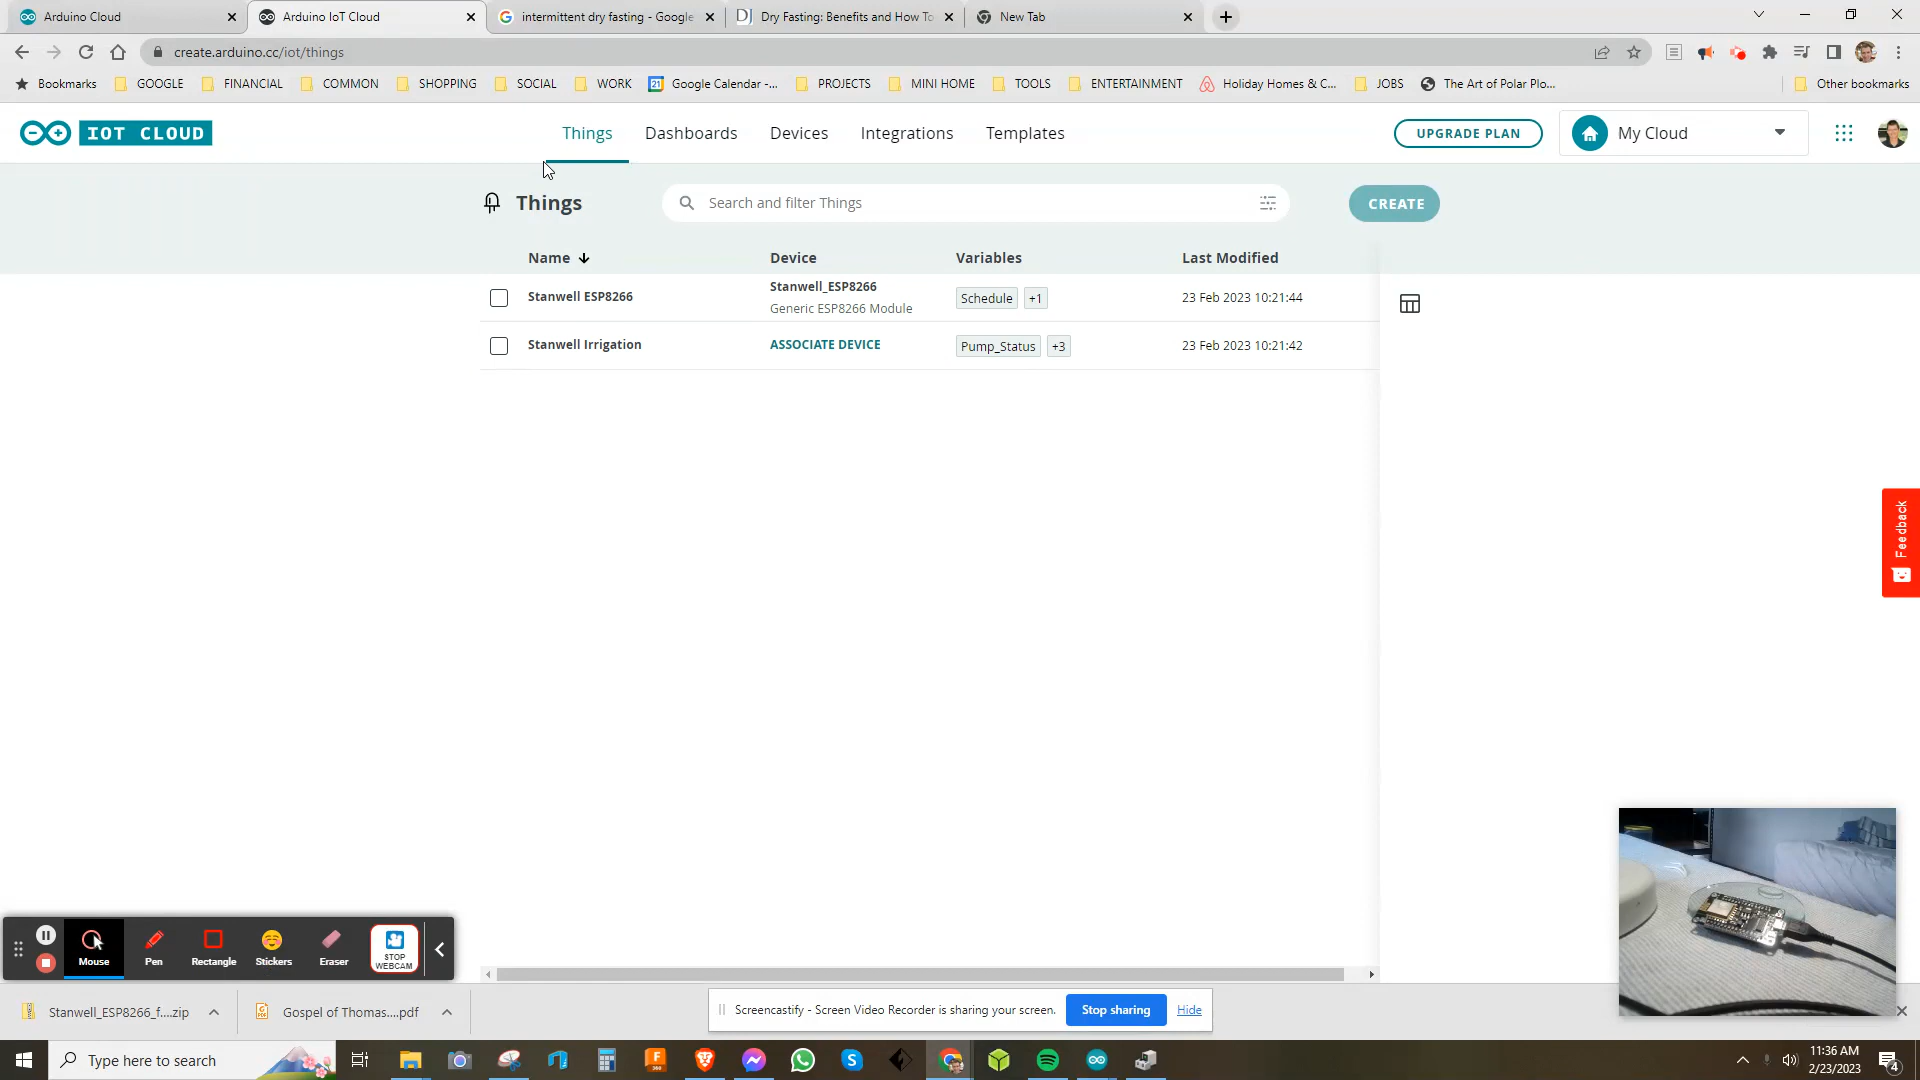 Arduino Cloud
Arduino IoT Cloud
intermittent dry fasting - Google
Dry Fasting: Benefits and How To
New Tab
create.arduino.cc/iot/things
Bookmarks GOOGLE FINANCIAL COMMON SHOPPING SOCIAL WORK 21 Google Calendar -... PROJECTS MINI HOME TOOLS ENTERTAINMENT Holiday Homes & C... JOBS The Art of Polar Plo... Other bookmarks
IOT CLOUD
Things Dashboards Devices Integrations Templates
UPGRADE PLAN
My Cloud
Things
Search and filter Things
CREATE
Name Device Variables Last Modified
Stanwell ESP8266
Stanwell_ESP8266
Generic ESP8266 Module
Schedule +1
23 Feb 2023 10:21:44
Stanwell Irrigation ASSOCIATE DEVICE Pump_Status +3 23 Feb 2023 10:21:42
Feedback
Mouse Pen Rectangle Stickers Eraser STOP
WEBCAM
Stanwell_ESP8266_f....zip
Gospel of Thomas....pdf
Screencastify - Screen Video Recorder is sharing your screen.
Stop sharing
Hide
Type here to search
11:36 AM
2/23/2023
4